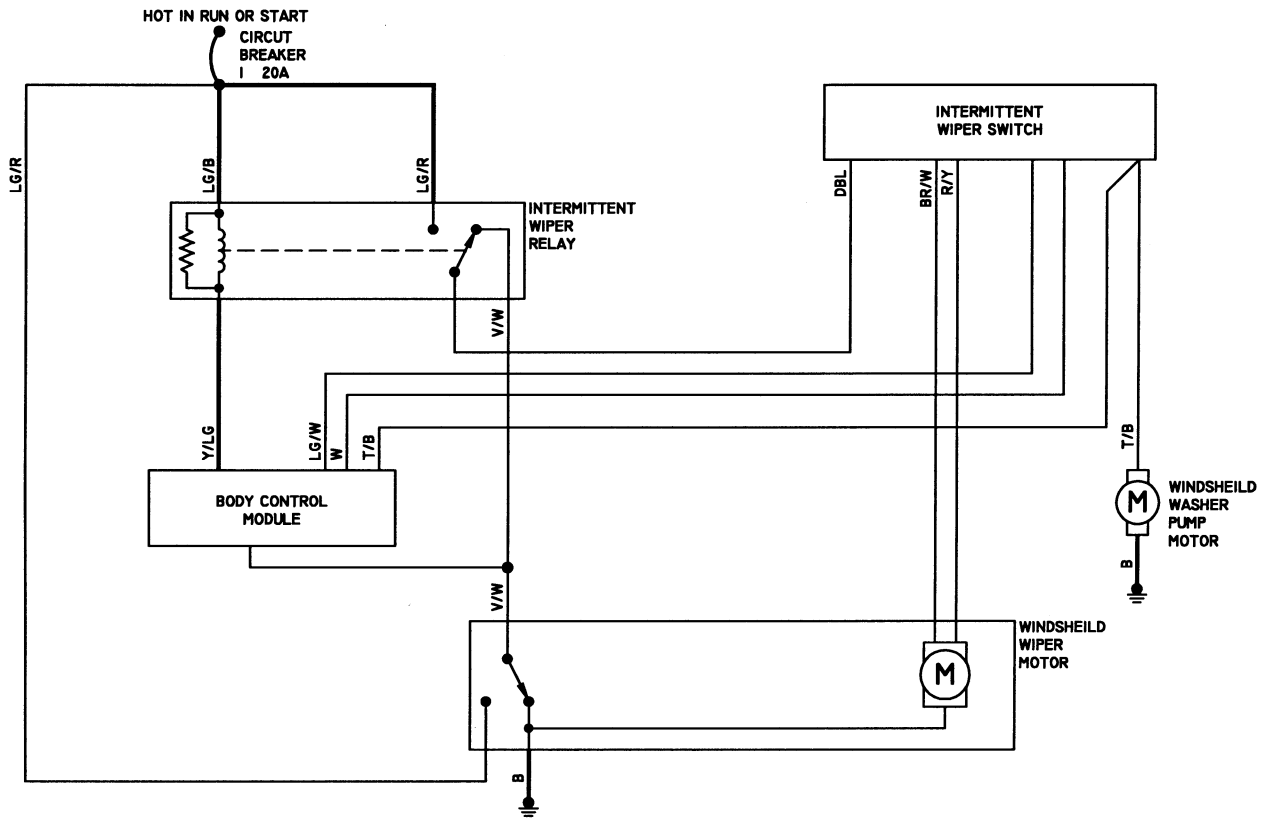 HOT IN RUN OR START
CIRCUT
BREAKER
I 20A
INTERMITTENT
WIPER SWITCH
LG/R
LG/B
LG/R
DBL
BR/W
R/Y
INTERMITTENT
WIPER
RELAY
V/W
Y/LG
LG/W
W
T/B
T/B
BODY CONTROL
MODULE
M
WINDSHEILD
WASHER
PUMP
MOTOR
B
V/W
WINDSHEILD
WIPER
MOTOR
M
B